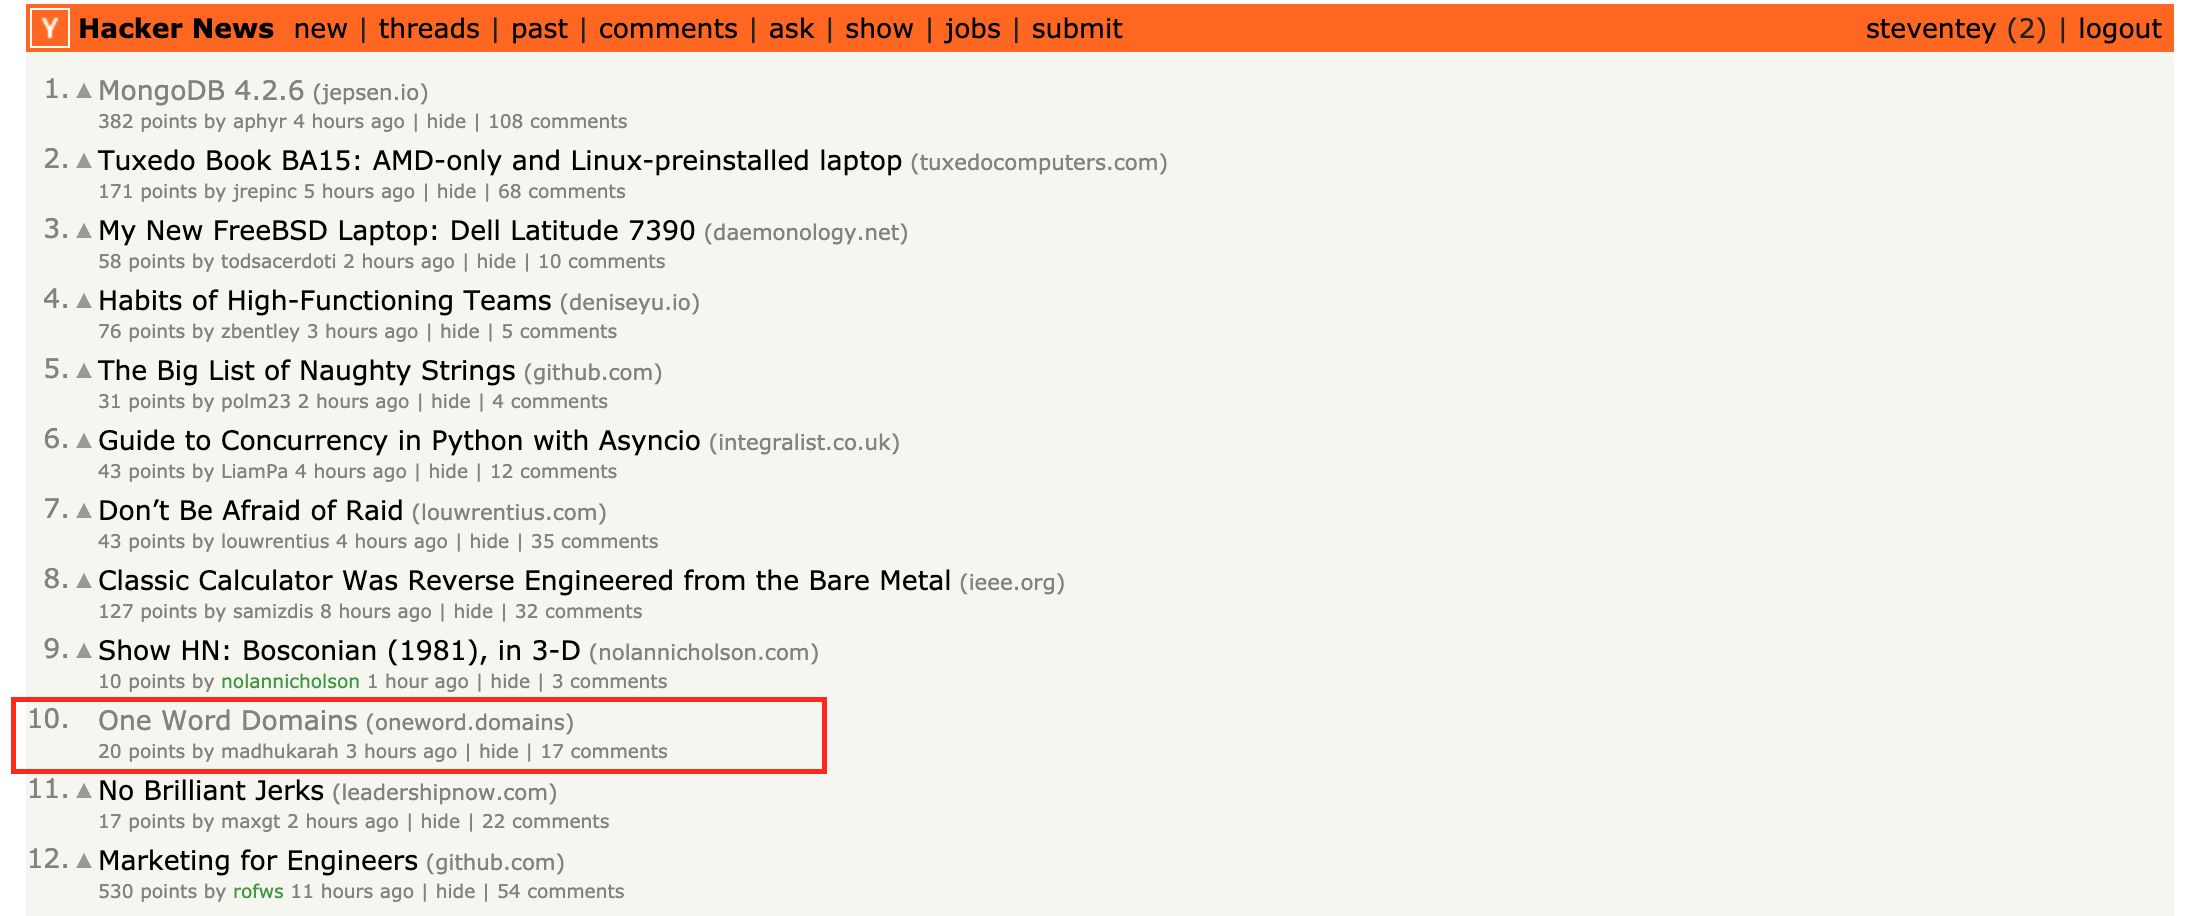 Y Hacker News new | threads | past | comments | ask | show | jobs | submit steventey (2) | logout
1. ▲ MongoDB 4.2.6 (jepsen.io)
382 points by aphyr 4 hours ago | hide | 108 comments
2. ▲ Tuxedo Book BA15: AMD-only and Linux-preinstalled laptop (tuxedocomputers.com)
171 points by jrepinc 5 hours ago | hide | 68 comments
3. ▲ My New FreeBSD Laptop: Dell Latitude 7390 (daemonology.net)
58 points by todsacerdoti 2 hours ago | hide | 10 comments
4. ▲ Habits of High-Functioning Teams (deniseyu.io)
76 points by zbentley 3 hours ago | hide | 5 comments
5. ▲ The Big List of Naughty Strings (github.com)
31 points by polm23 2 hours ago | hide | 4 comments
6. ▲ Guide to Concurrency in Python with Asyncio (integralist.co.uk)
43 points by LiamPa 4 hours ago | hide | 12 comments
7. ▲ Don’t Be Afraid of Raid (louwrentius.com)
43 points by louwrentius 4 hours ago | hide | 35 comments
8. ▲ Classic Calculator Was Reverse Engineered from the Bare Metal (ieee.org)
127 points by samizdis 8 hours ago | hide | 32 comments
9. ▲ Show HN: Bosconian (1981), in 3-D (nolannicholson.com)
10 points by nolannicholson 1 hour ago | hide | 3 comments
10. One Word Domains (oneword.domains)
20 points by madhukarah 3 hours ago | hide | 17 comments
11. ▲ No Brilliant Jerks (leadershipnow.com)
17 points by maxgt 2 hours ago | hide | 22 comments
12. ▲ Marketing for Engineers (github.com)
530 points by rofws 11 hours ago | hide | 54 comments